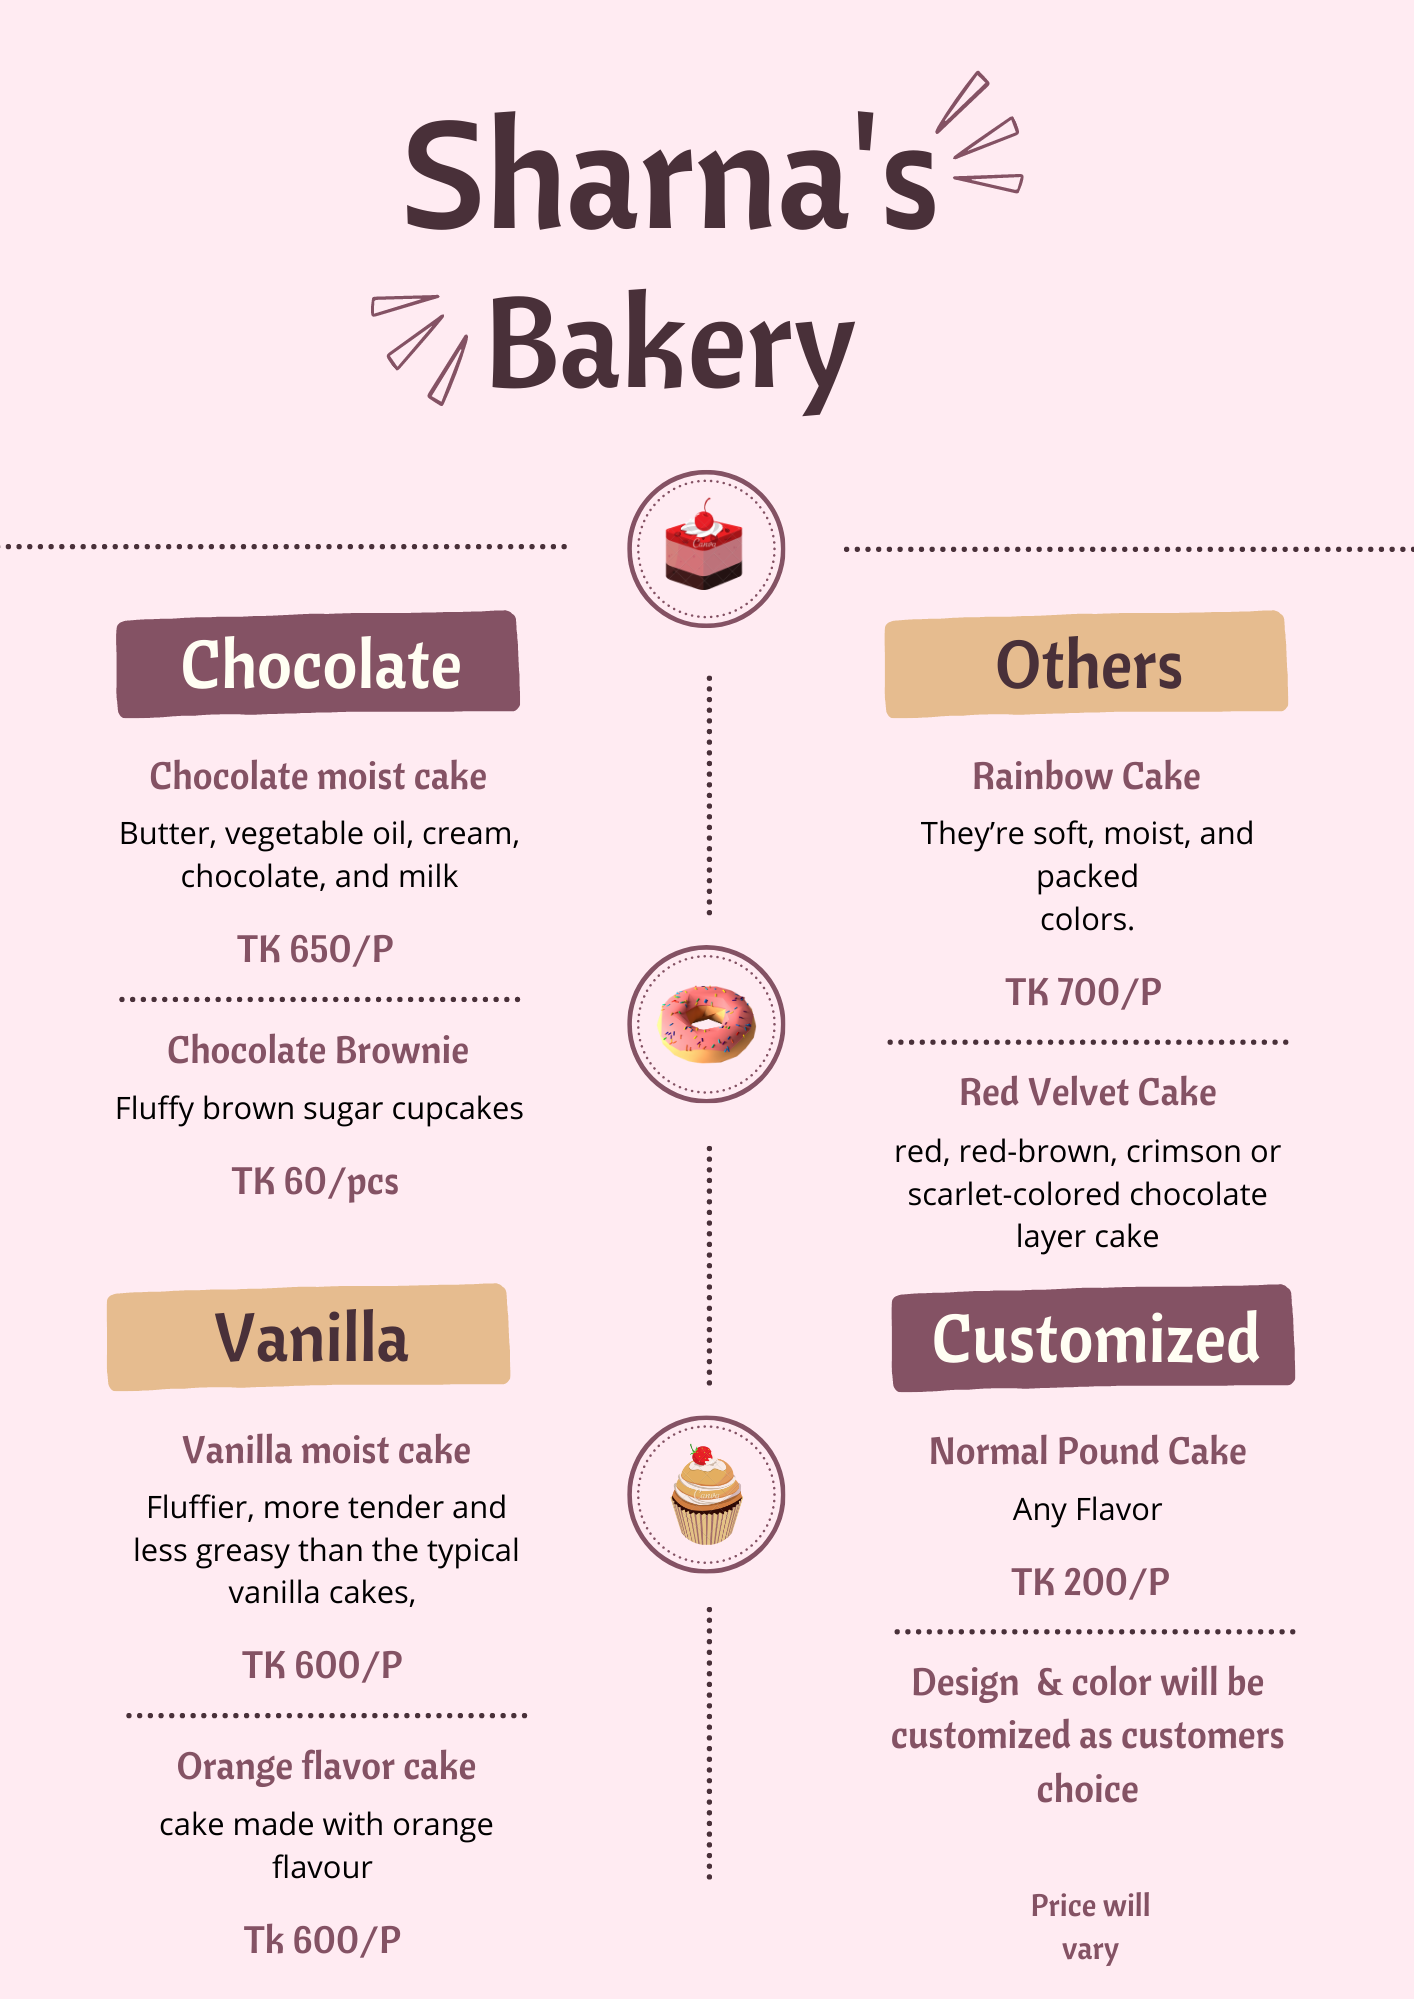 Sharna's
Bakery
Chocolate
Chocolate moist cake
Butter, vegetable oil, cream,
chocolate, and milk
TK 650/P
Chocolate Brownie
Fluffy brown sugar cupcakes
TK 60/pcs
Vanilla
Vanilla moist cake
Fluffier, more tender and
less greasy than the typical
vanilla cakes,
TK 600/P
Orange flavor cake
cake made with orange
flavour
Tk 600/P
Others
Rainbow Cake
They’re soft, moist, and
packed
colors.
TK 700/P
Red Velvet Cake
red, red-brown, crimson or
scarlet-colored chocolate
layer cake
Customized
Normal Pound Cake
Any Flavor
TK 200/P
Design & color will be
customized as customers
choice
Price will
vary
Canva
Canva